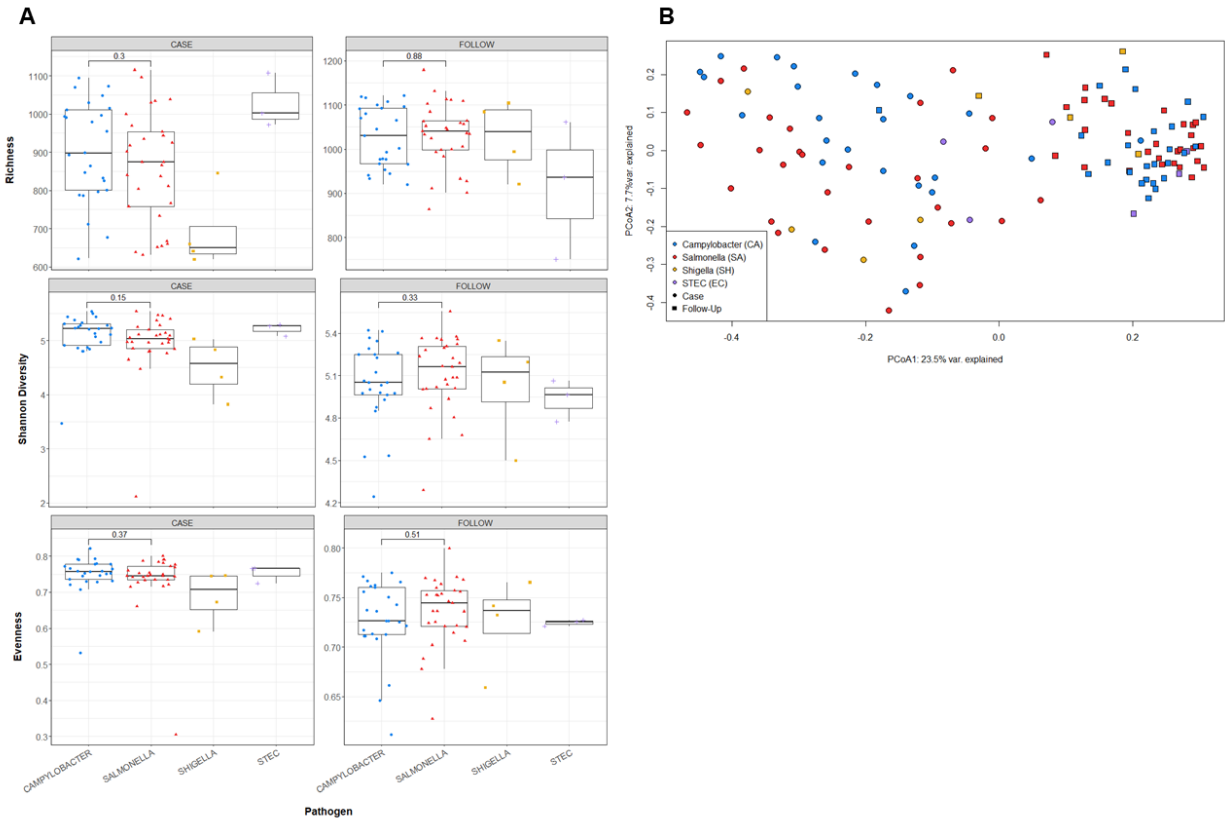 A
CASE
FOLLOW
0.3
0.88
1100
1000
900
800
700
600
1200
1100
1000
900
800
Richness
CASE
FOLLOW
0.15
0.33
5
4
3
2
5.4
5.1
4.8
4.5
4.2
Shannon Diversity
CASE
FOLLOW
0.37
0.51
0.8
0.7
0.6
0.5
0.4
0.3
0.80
0.75
0.70
0.65
Evenness
CAMPYLOBACTER
SALMONELLA
SHIGELLA
STEC
CAMPYLOBACTER
SALMONELLA
SHIGELLA
STEC
Pathogen
B
0.2
0.1
0.0
-0.1
-0.2
-0.3
-0.4
PCoA2: 7.7%var. explained
Campylobacter (CA)
Salmonella (SA)
Shigella (SH)
STEC (EC)
Case
Follow-Up
-0.4
-0.2
0.0
0.2
PCoA1: 23.5% var. explained